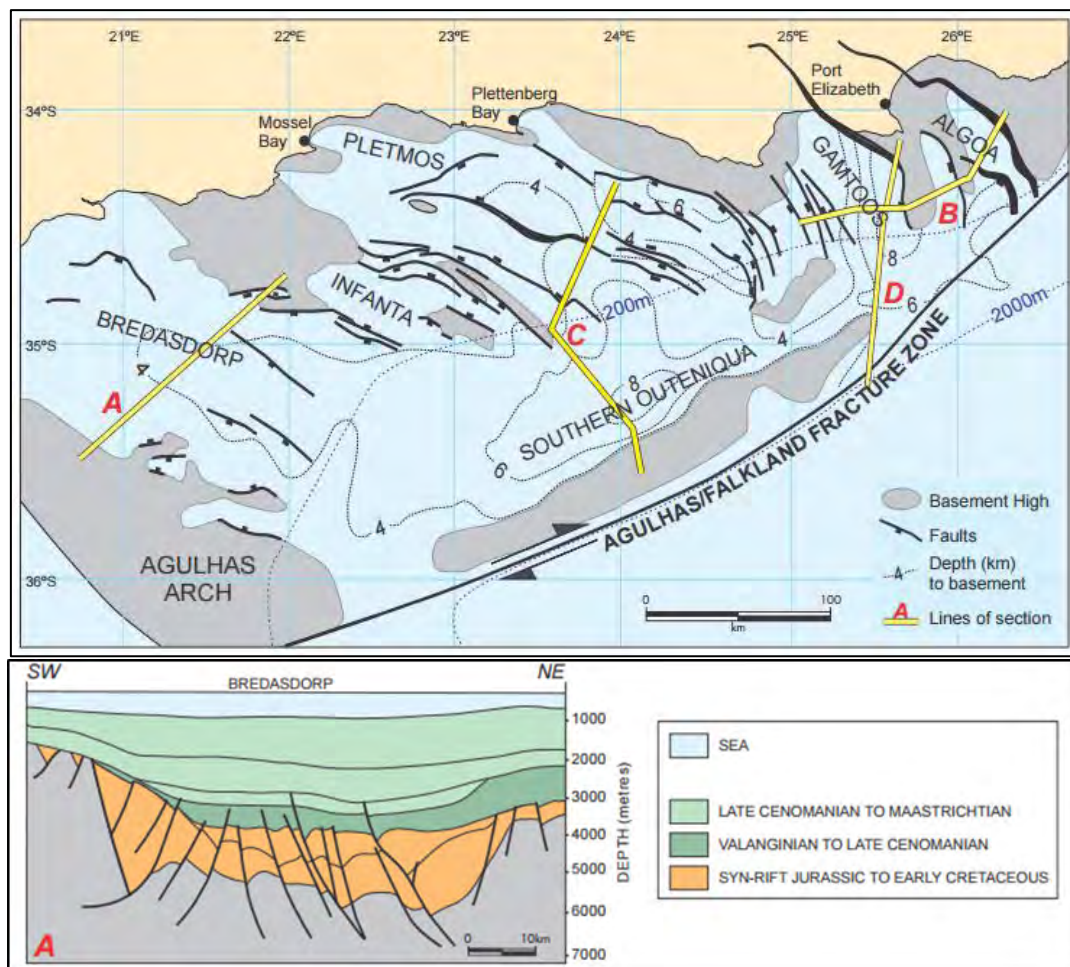 21°E 22°E 23°E 24°E 25°E 26°E
34°S
Mossel
Bay
Plettenberg
Bay
Port
Elizabeth
PLETMOS
GAMTOOS
ALGOA
4
6
4
B
8
INFANTA
200m
D
6
2000m
35°S
BREDASDORP
C
4
4
A
8
SOUTHERN OUTENIQUA
6
AGULHAS/FALKLAND FRACTURE ZONE
4
36°S
AGULHAS
ARCH
0 100
km
Basement High
Faults
4 Depth (km)
to basement
A Lines of section
SW NE
BREDASDORP
1000
2000
3000
4000
5000
6000
7000
DEPTH (metres)
0 10km
A
SEA
LATE CENOMANIAN TO MAASTRICHTIAN
VALANGINIAN TO LATE CENOMANIAN
SYN-RIFT JURASSIC TO EARLY CRETACEOUS